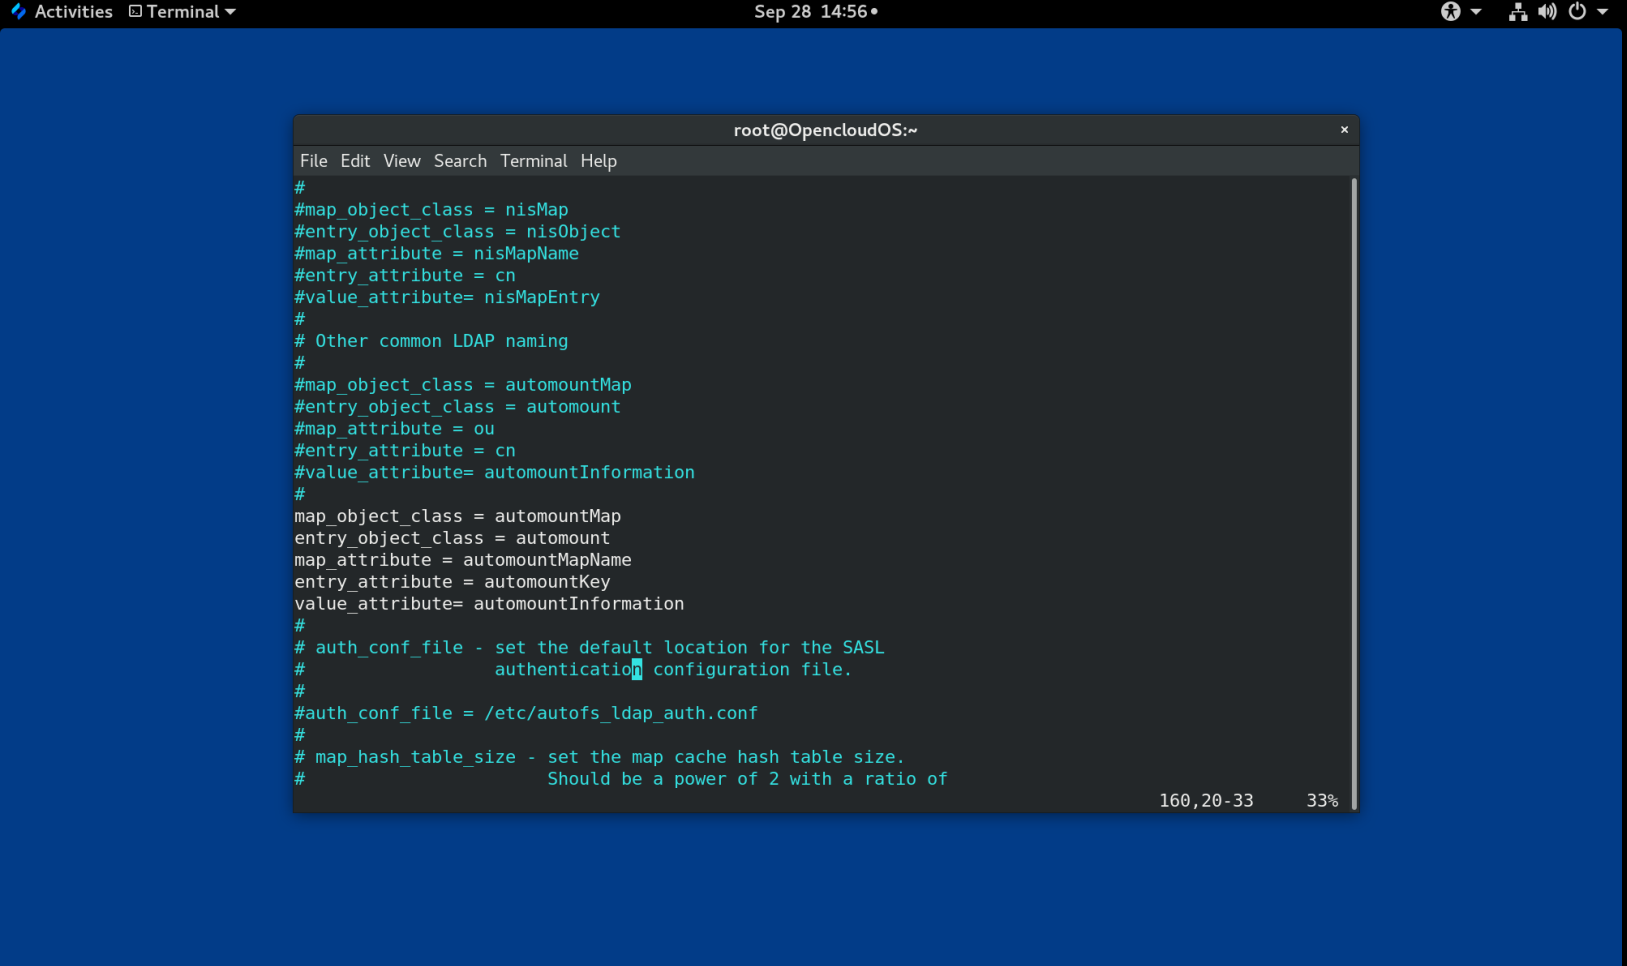 Activities Terminal Sep 28 14:56
root@OpencloudOS:~ ×
File Edit View Search Terminal Help
#
#map_object_class = nisMap
#entry_object_class = nisObject
#map_attribute = nisMapName
#entry_attribute = cn
#value_attribute= nisMapEntry
#
# Other common LDAP naming
#
#map_object_class = automountMap
#entry_object_class = automount
#map_attribute = ou
#entry_attribute = cn
#value_attribute= automountInformation
#
map_object_class = automountMap
entry_object_class = automount
map_attribute = automountMapName
entry_attribute = automountKey
value_attribute= automountInformation
#
# auth_conf_file - set the default location for the SASL
#                  authentication configuration file.
#
#auth_conf_file = /etc/autofs_ldap_auth.conf
#
# map_hash_table_size - set the map cache hash table size.
#                       Should be a power of 2 with a ratio of
160,20-33     33%